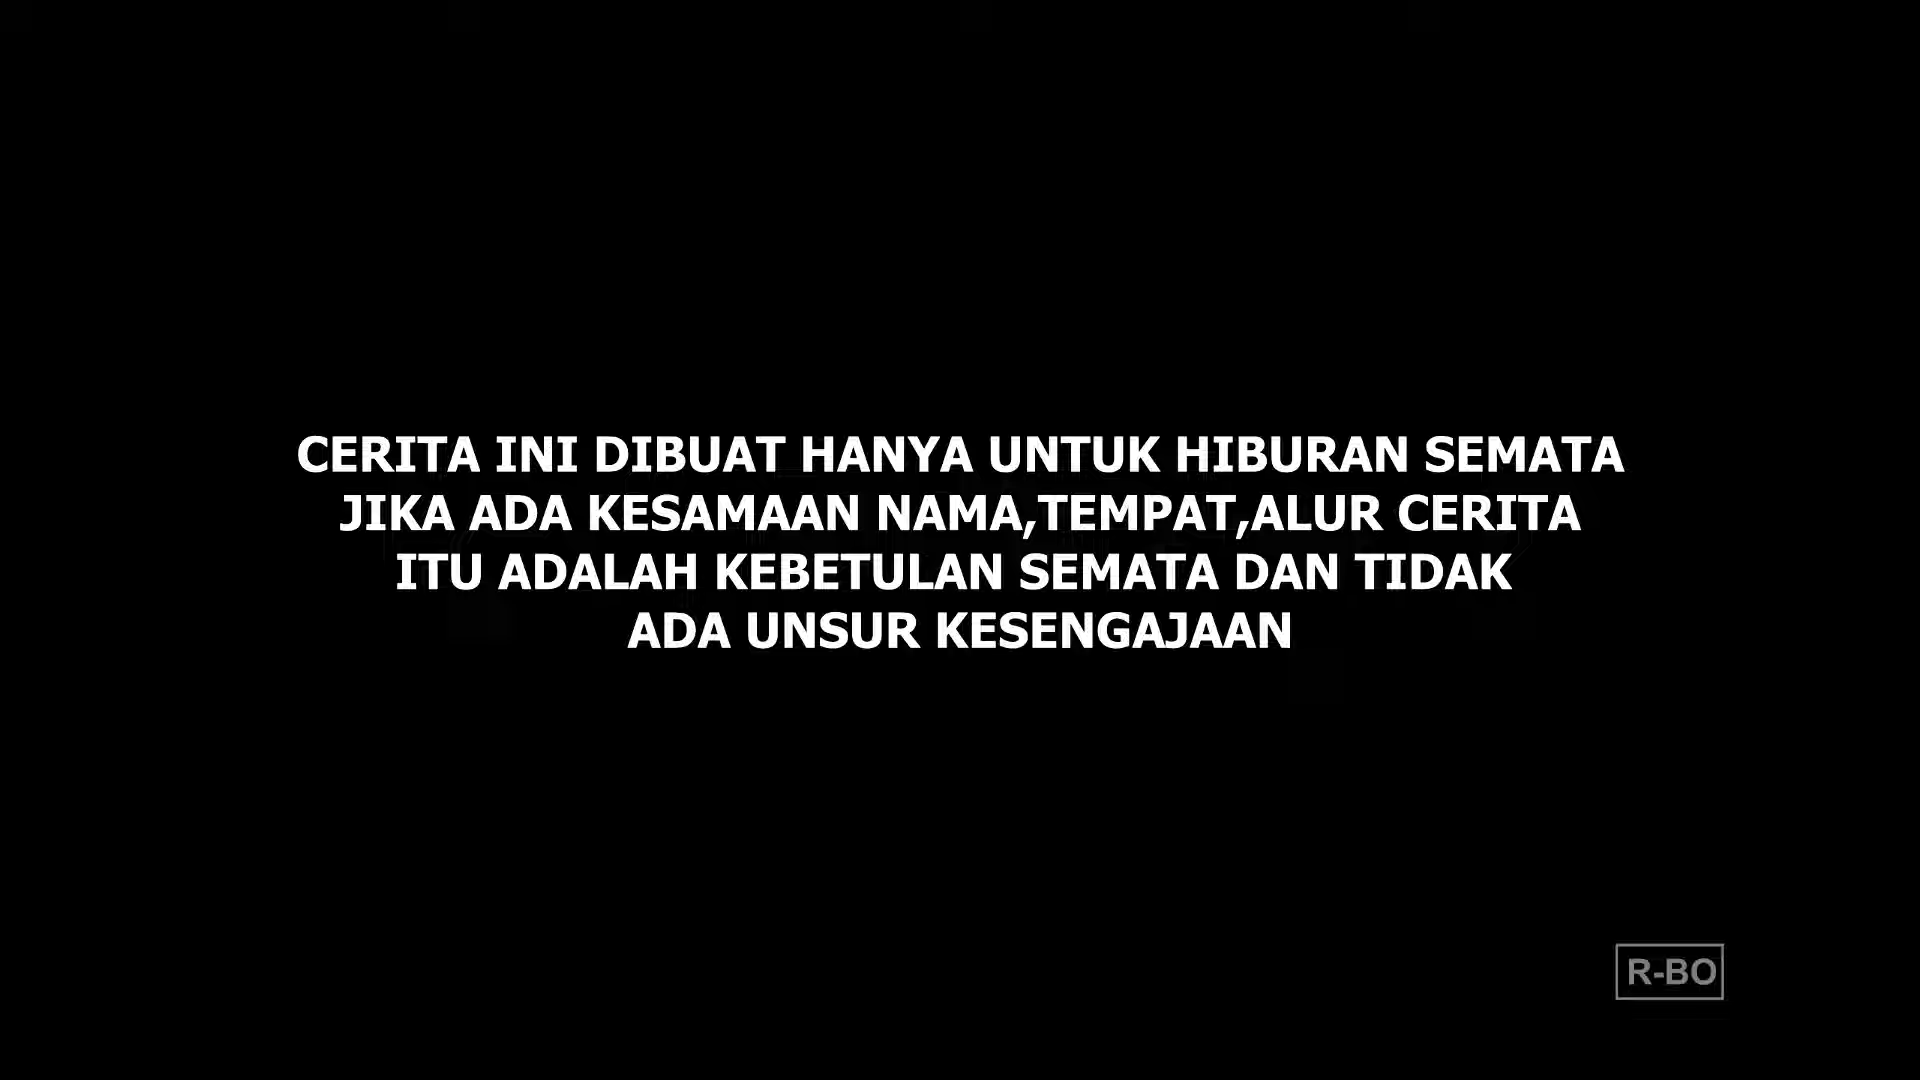 CERITA INI DIBUAT HANYA UNTUK HIBURAN SEMATA
JIKA ADA KESAMAAN NAMA,TEMPAT,ALUR CERITA
ITU ADALAH KEBETULAN SEMATA DAN TIDAK
ADA UNSUR KESENGAJAAN
R-BO